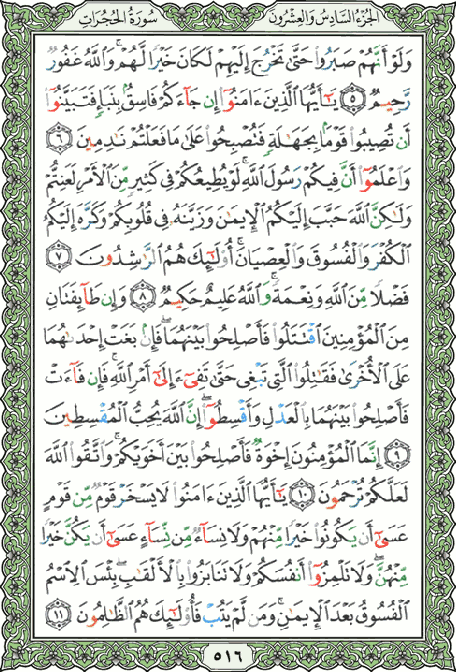 الجُزْءُ السَّادِسُ وَالعِشْرُونَ سُورَةُ الحُجُرَاتِ
وَلَوْ أَنَّهُمْ صَبَرُوا۟ حَتَّىٰ تَخْرُجَ إِلَيْهِمْ لَكَانَ خَيْرًا لَّهُمْ ۚ وَٱللَّهُ غَفُورٌ
رَّحِيمٌ ٥ يَٰٓأَيُّهَا ٱلَّذِينَ ءَامَنُوٓا۟ إِن جَآءَكُمْ فَاسِقٌۢ بِنَبَإٍ فَتَبَيَّنُوٓا۟
أَن تُصِيبُوا۟ قَوْمًۢا بِجَهَٰلَةٍ فَتُصْبِحُوا۟ عَلَىٰ مَا فَعَلْتُمْ نَٰدِمِينَ ٦
وَٱعْلَمُوٓا۟ أَنَّ فِيكُمْ رَسُولَ ٱللَّهِ ۚ لَوْ يُطِيعُكُمْ فِى كَثِيرٍ مِّنَ ٱلْأَمْرِ لَعَنِتُّمْ
وَلَٰكِنَّ ٱللَّهَ حَبَّبَ إِلَيْكُمُ ٱلْإِيمَٰنَ وَزَيَّنَهُۥ فِى قُلُوبِكُمْ وَكَرَّهَ إِلَيْكُمُ
ٱلْكُفْرَ وَٱلْفُسُوقَ وَٱلْعِصْيَانَ ۚ أُو۟لَٰٓئِكَ هُمُ ٱلرَّٰشِدُونَ ٧
فَضْلًا مِّنَ ٱللَّهِ وَنِعْمَةً ۚ وَٱللَّهُ عَلِيمٌ حَكِيمٌ ٨ وَإِن طَآئِفَتَانِ
مِنَ ٱلْمُؤْمِنِينَ ٱقْتَتَلُوا۟ فَأَصْلِحُوا۟ بَيْنَهُمَا ۖ فَإِنۢ بَغَتْ إِحْدَىٰهُمَا
عَلَى ٱلْأُخْرَىٰ فَقَٰتِلُوا۟ ٱلَّتِى تَبْغِى حَتَّىٰ تَفِىٓءَ إِلَىٰٓ أَمْرِ ٱللَّهِ ۚ فَإِن فَآءَتْ
فَأَصْلِحُوا۟ بَيْنَهُمَا بِٱلْعَدْلِ وَأَقْسِطُوٓا۟ ۖ إِنَّ ٱللَّهَ يُحِبُّ ٱلْمُقْسِطِينَ
٩ إِنَّمَا ٱلْمُؤْمِنُونَ إِخْوَةٌ فَأَصْلِحُوا۟ بَيْنَ أَخَوَيْكُمْ ۚ وَٱتَّقُوا۟ ٱللَّهَ
لَعَلَّكُمْ تُرْحَمُونَ ١٠ يَٰٓأَيُّهَا ٱلَّذِينَ ءَامَنُوا۟ لَا يَسْخَرْ قَوْمٌ مِّن قَوْمٍ
عَسَىٰٓ أَن يَكُونُوا۟ خَيْرًا مِّنْهُمْ وَلَا نِسَآءٌ مِّن نِّسَآءٍ عَسَىٰٓ أَن يَكُنَّ خَيْرًا
مِّنْهُنَّ ۖ وَلَا تَلْمِزُوٓا۟ أَنفُسَكُمْ وَلَا تَنَابَزُوا۟ بِٱلْأَلْقَٰبِ ۖ بِئْسَ ٱلِٱسْمُ
ٱلْفُسُوقُ بَعْدَ ٱلْإِيمَٰنِ ۚ وَمَن لَّمْ يَتُبْ فَأُو۟لَٰٓئِكَ هُمُ ٱلظَّٰلِمُونَ ١١
٥١٦